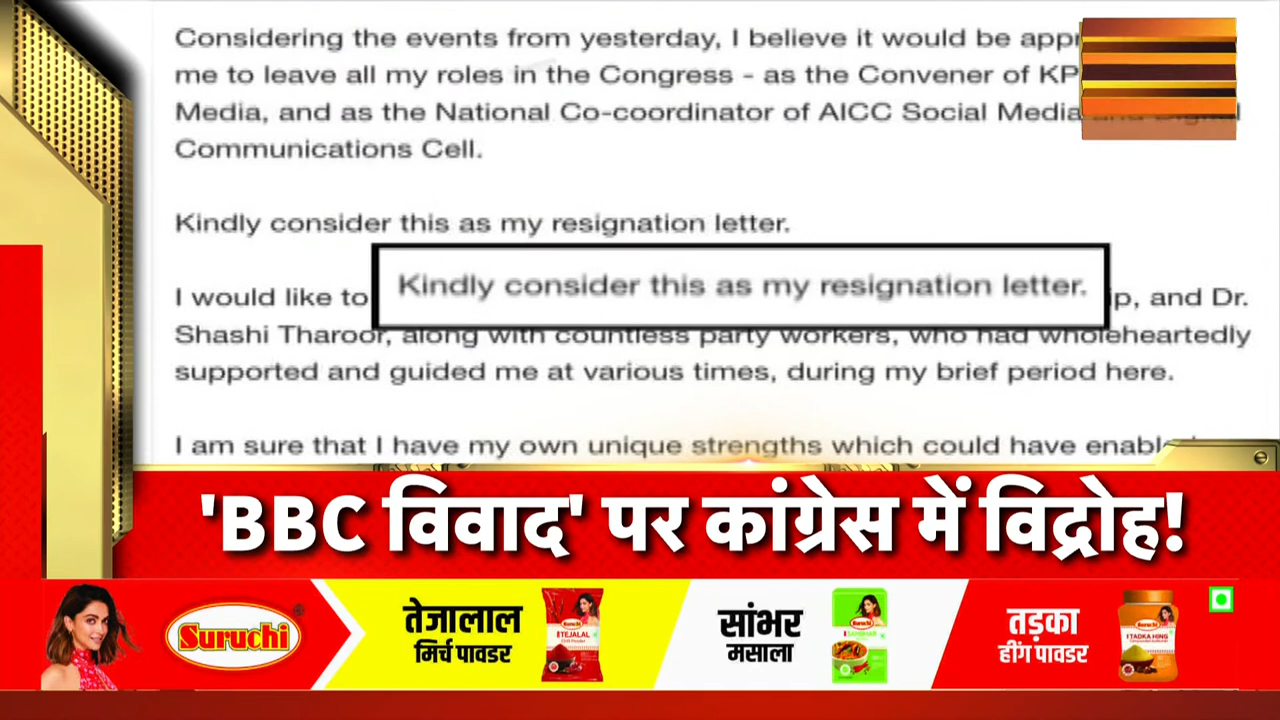 Considering the events from yesterday, I believe it would be
me to leave all my roles in the Congress - as the Convener of
Media, and as the National Co-coordinator of AICC Social Media
Communications Cell.
Kindly consider this as my resignation letter.
Kindly consider this as my resignation letter.
I would like to and Dr.
Shashi Tharoor, along with countless party workers, who had wholeheartedly
supported and guided me at various times, during my brief period here.
I am sure that I have my own unique strengths which could have
'BBC विवाद' पर कांग्रेस में विद्रोह!
Suruchi
तेजालाल
मिर्च पावडर
सांभर
मसाला
तड़का
हींग पावडर